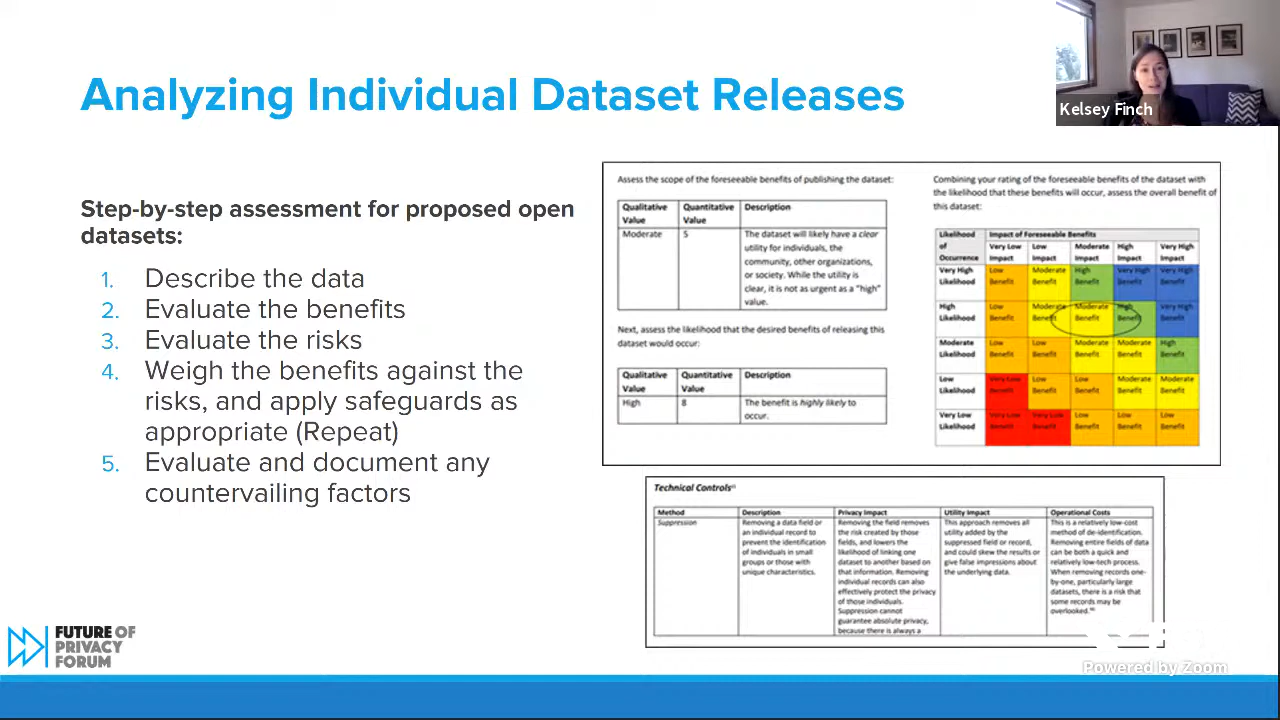 Analyzing Individual Dataset Releases
Kelsey Finch
Step-by-step assessment for proposed open
datasets:
1. Describe the data
2. Evaluate the benefits
3. Evaluate the risks
4. Weigh the benefits against the
risks, and apply safeguards as
appropriate (Repeat)
5. Evaluate and document any
countervailing factors
Assess the scope of the foreseeable benefits of publishing the dataset:
Qualitative Value | Quantitative Value | Description
Moderate | 5 | The dataset will likely have a clear
utility for individuals, the
community, other organizations,
or society. While the utility is
clear, it is not as urgent as a "high"
value.
Next, assess the likelihood that the desired benefits of releasing this
dataset would occur:
Qualitative Value | Quantitative Value | Description
High | 8 | The benefit is highly likely to
occur.
Combining your rating of the foreseeable benefits of the dataset with
the likelihood that these benefits will occur, assess the overall benefit of
this dataset:
Likelihood of Occurrence | Impact of Foreseeable Benefits
Very Low Impact | Low Impact | Moderate Impact | High Impact | Very High Impact
Very High Likelihood | Low Benefit | Moderate Benefit | High Benefit | Very High Benefit | Very High Benefit
High Likelihood | Low Benefit | Moderate Benefit | Moderate Benefit | High Benefit | Very High Benefit
Moderate Likelihood | Low Benefit | Low Benefit | Moderate Benefit | Moderate Benefit | High Benefit
Low Likelihood | Very Low Benefit | Low Benefit | Low Benefit | Moderate Benefit | Moderate Benefit
Very Low Likelihood | Very Low Benefit | Very Low Benefit | Low Benefit | Low Benefit | Low Benefit
Technical Controls
Method | Description | Privacy Impact | Utility Impact | Operational Costs
Suppression
Removing a data field or
an individual record to
prevent the identification
of individuals in small
groups or those with
unique characteristics.
Removing the field removes
the risk created by those
fields, and lowers the
likelihood of linking one
dataset to another based on
that information. Removing
individual records can also
effectively protect the privacy
of those individuals.
Suppression cannot
guarantee absolute privacy,
because there is always a
This approach removes all
utility added by the
suppressed field or record,
and could skew the results or
give false impressions about
the underlying data.
This is a relatively low-cost
method of de-identification.
Removing entire fields of data
can be both a quick and
relatively low-tech process.
When removing records one-
by-one, particularly large
datasets, there is a risk that
some records may be
overlooked.
FUTURE OF
PRIVACY
FORUM
Powered by Zoom